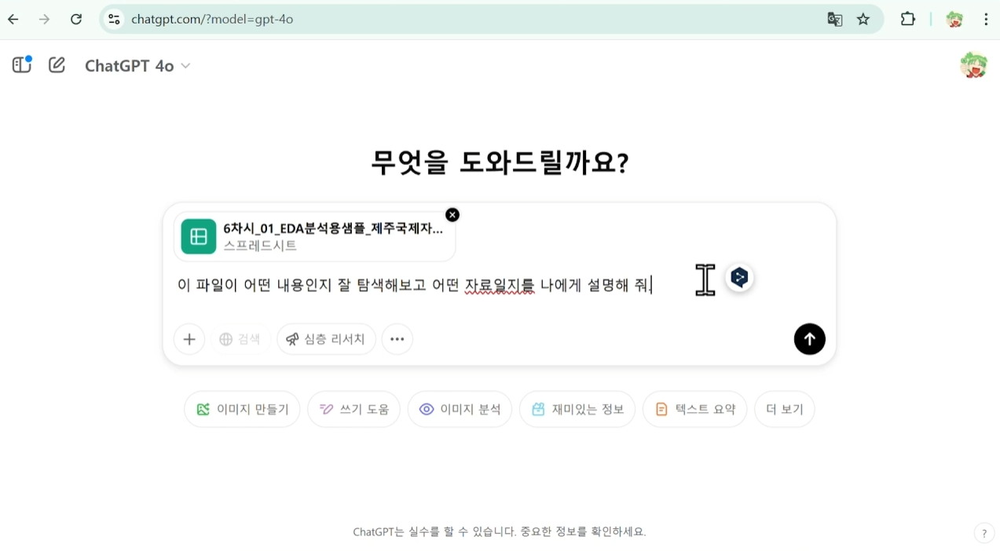 chatgpt.com/?model=gpt-4o
ChatGPT 4o
무엇을 도와드릴까요?
6차시_01_EDA분석용샘플_제주국제자...
스프레드시트
이 파일이 어떤 내용인지 잘 탐색해보고 어떤 자료일지를 나에게 설명해 줘.
검색
심층 리서치
이미지 만들기
쓰기 도움
이미지 분석
재미있는 정보
텍스트 요약
더 보기
ChatGPT는 실수를 할 수 있습니다. 중요한 정보를 확인하세요.
?